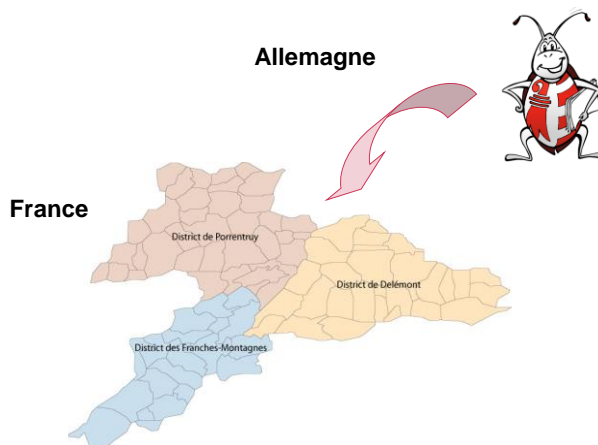 Allemagne
France
District de Porrentruy
District de Delémont
District des Franches-Montagnes